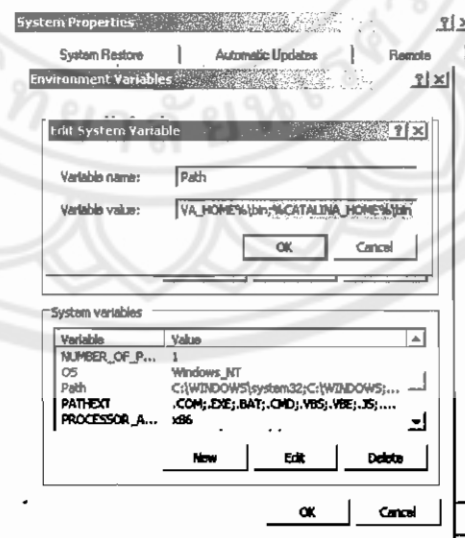 System Properties
System Restore Automatic Updates Remote
Environment Variables
Edit System Variable
Variable name: Path
Variable value: VA_HOME%\bin;%CATALINA_HOME%\bin
OK Cancel
System variables
Variable Value
NUMBER_OF_P... 1
OS Windows_NT
Path C:\WINDOWS\system32;C:\WINDOWS;...
PATHEXT .COM;.EXE;.BAT;.CMD;.VBS;.VBE;.JS;....
PROCESSOR_A... x86
New Edit Delete
OK Cancel